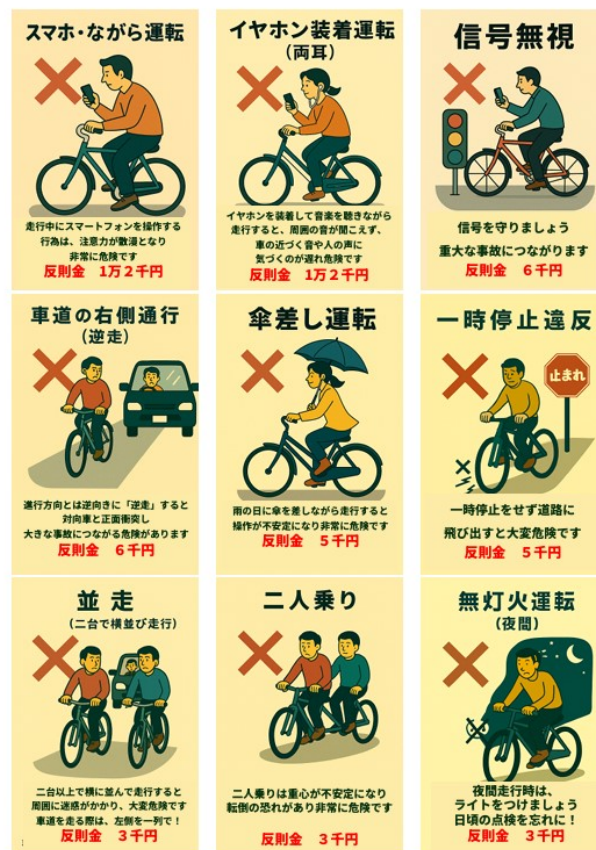 スマホ・ながら運転
走行中にスマートフォンを操作する
行為は、注意力が散漫となり
非常に危険です
反則金 1万2千円
イヤホン装着運転
(両耳)
イヤホンを装着して音楽を聴きながら
走行すると、周囲の音が聞こえず、
車の近づく音や人の声に
気づくのが遅れ危険です
反則金 1万2千円
信号無視
信号を守りましょう
重大な事故につながります
反則金 6千円
車道の右側通行
(逆走)
進行方向とは逆向きに「逆走」すると
対向車と正面衝突し
大きな事故につながる危険があります
反則金 6千円
傘差し運転
雨の日に傘を差しながら走行すると
操作が不安定になり非常に危険です
反則金 5千円
一時停止違反
止まれ
一時停止をせず道路に
飛び出すと大変危険です
反則金 5千円
並走
(二台で横並び走行)
二台以上で横に並んで走行すると
周囲に迷惑がかかり、大変危険です
車道を走る際は、左側を一列で!
反則金 3千円
二人乗り
二人乗りは重心が不安定になり
転倒の恐れがあり非常に危険です
反則金 3千円
無灯火運転
(夜間)
夜間走行時は、
ライトをつけましょう
日頃の点検を忘れに!
反則金 3千円